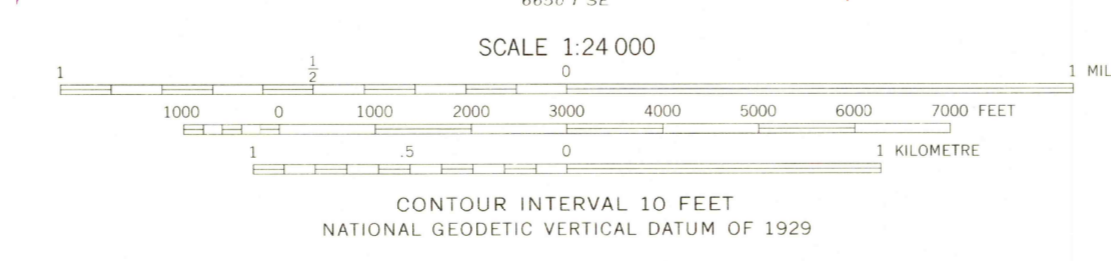 SCALE 1:24 000
1 1/2 0 1 MIL
1000 0 1000 2000 3000 4000 5000 6000 7000 FEET
1 .5 0 1 KILOMETRE
CONTOUR INTERVAL 10 FEET
NATIONAL GEODETIC VERTICAL DATUM OF 1929